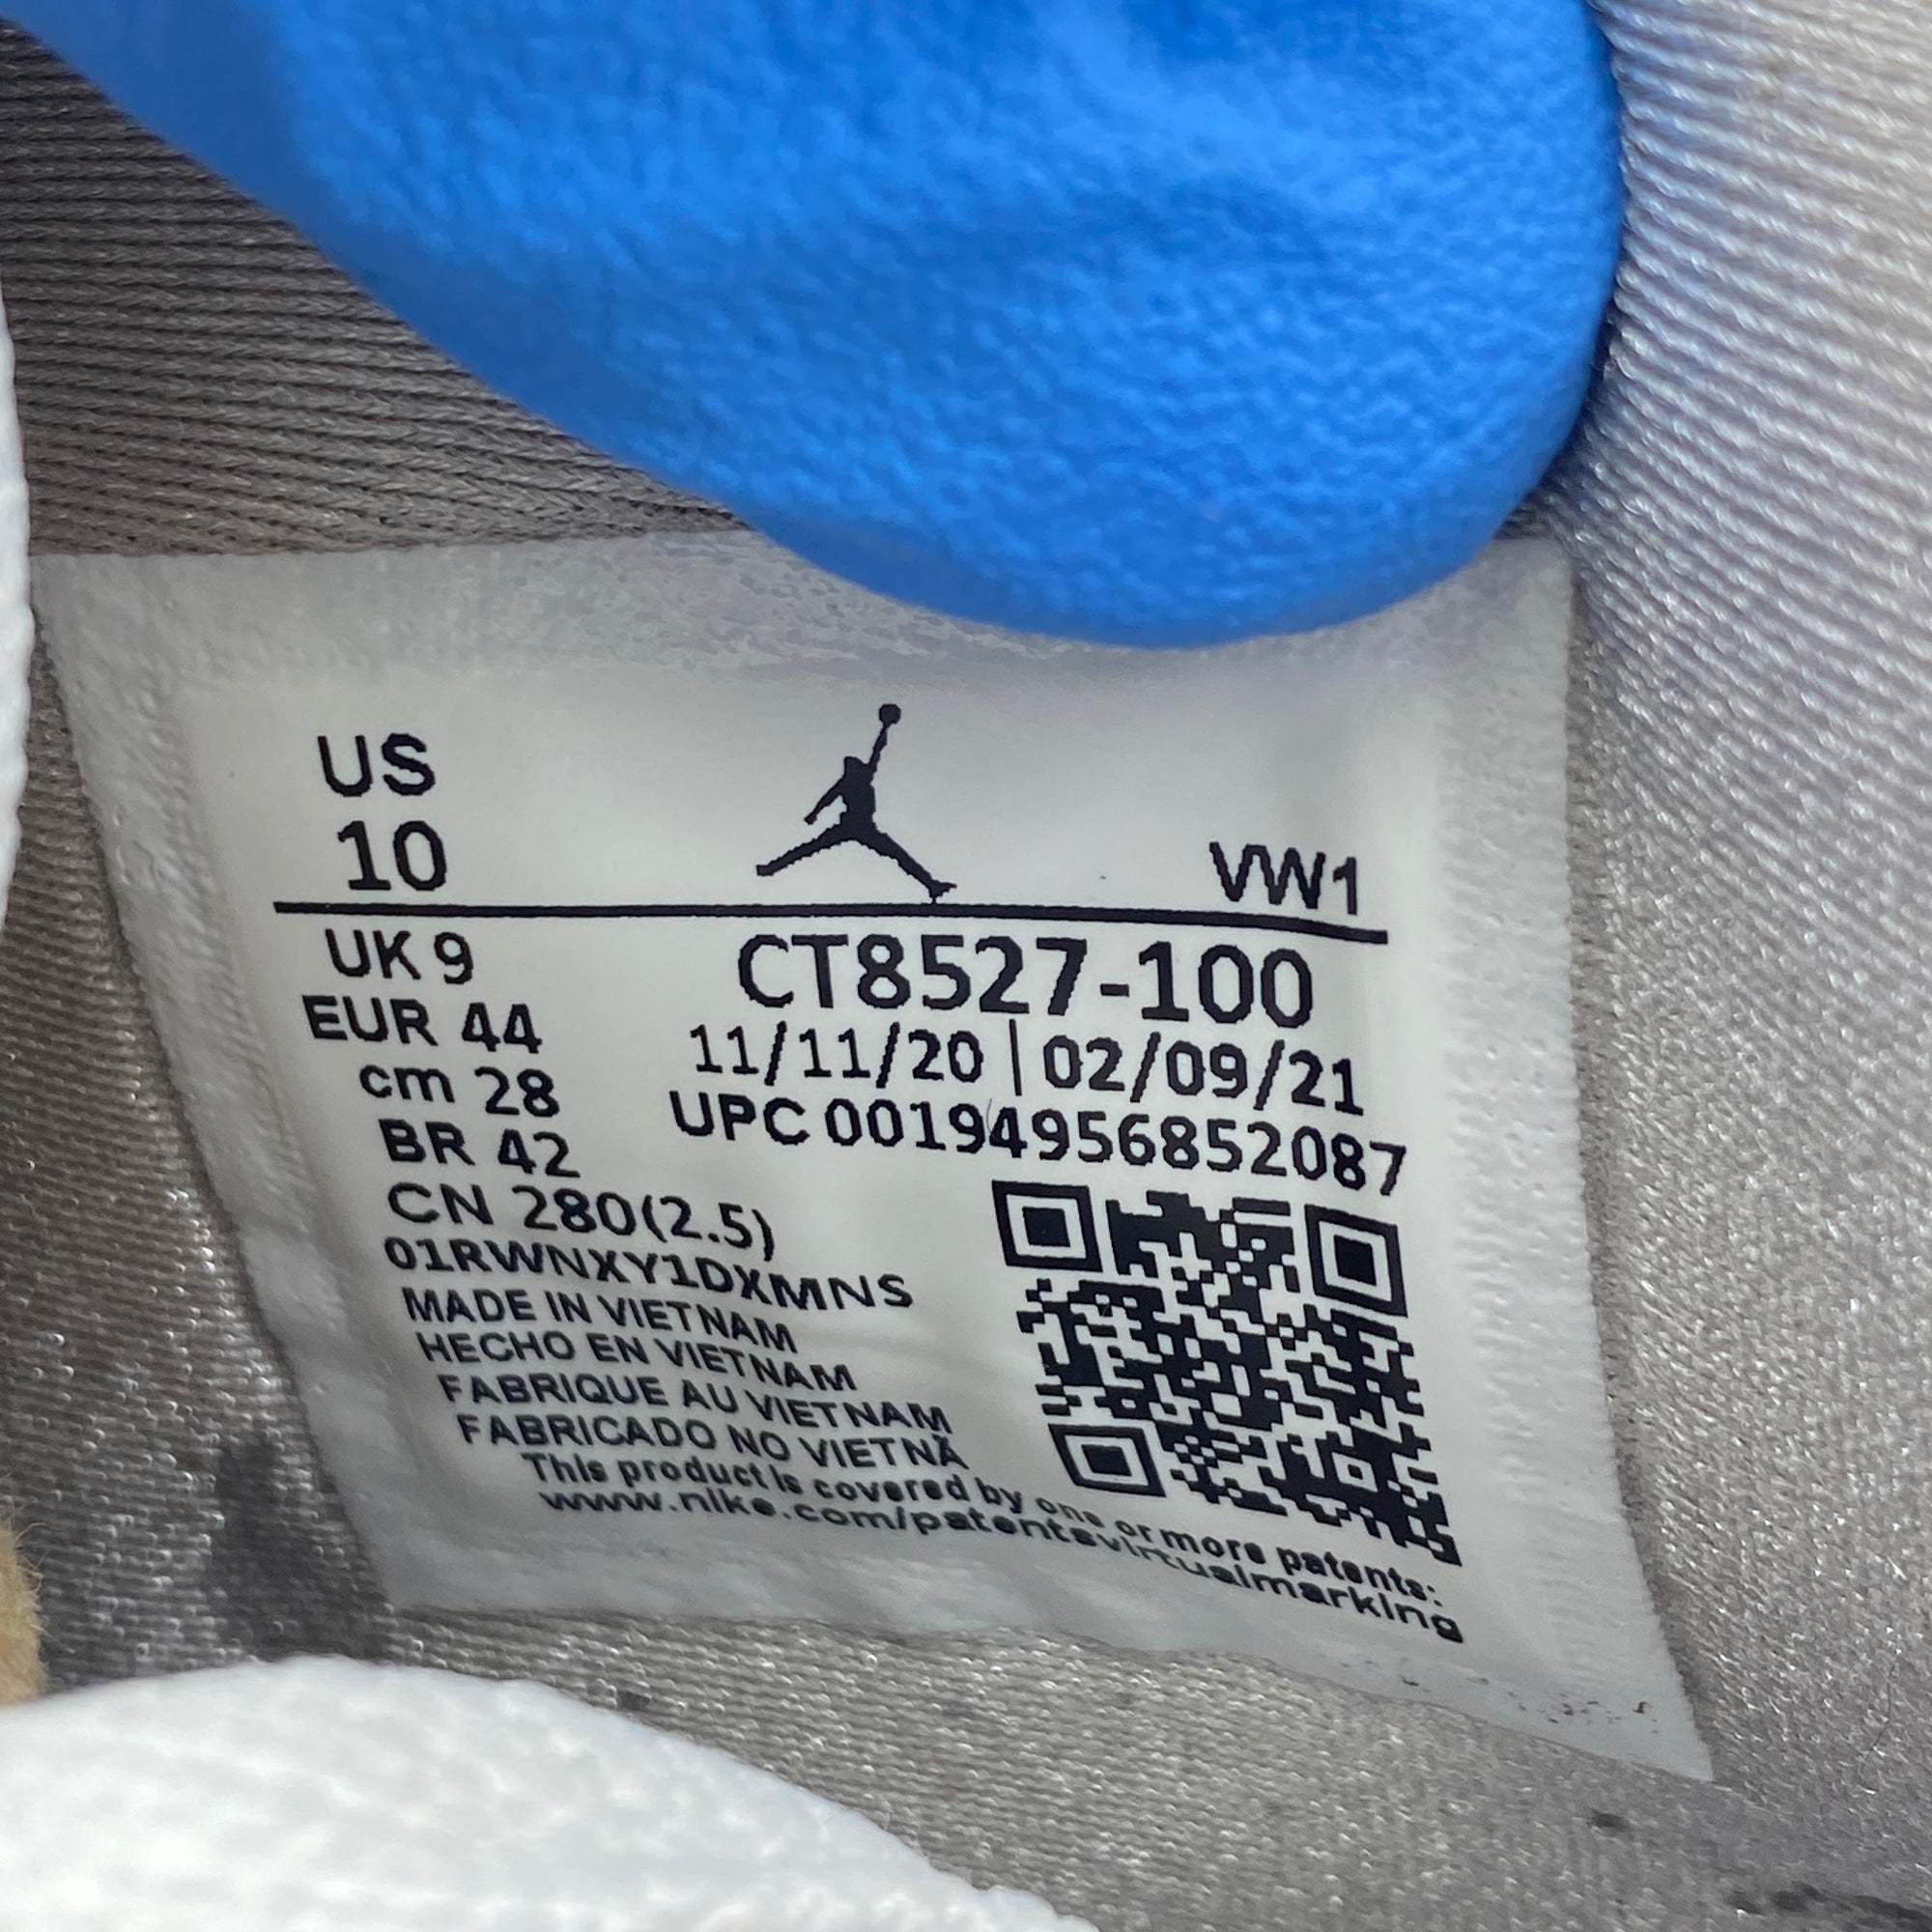 US
10
VW1
UK 9
CT8527-100
EUR 44
11/11/20 | 02/09/21
cm 28
UPC 00194956852087
BR 42
CN 280(2.5)
01RWNXY1DXMNS
MADE IN VIETNAM
HECHO EN VIETNAM
FABRIQUE AU VIETNAM
FABRICADO NO VIETNÃ
This product is covered by one or more patents:
www.nike.com/patentsvirtualmarking